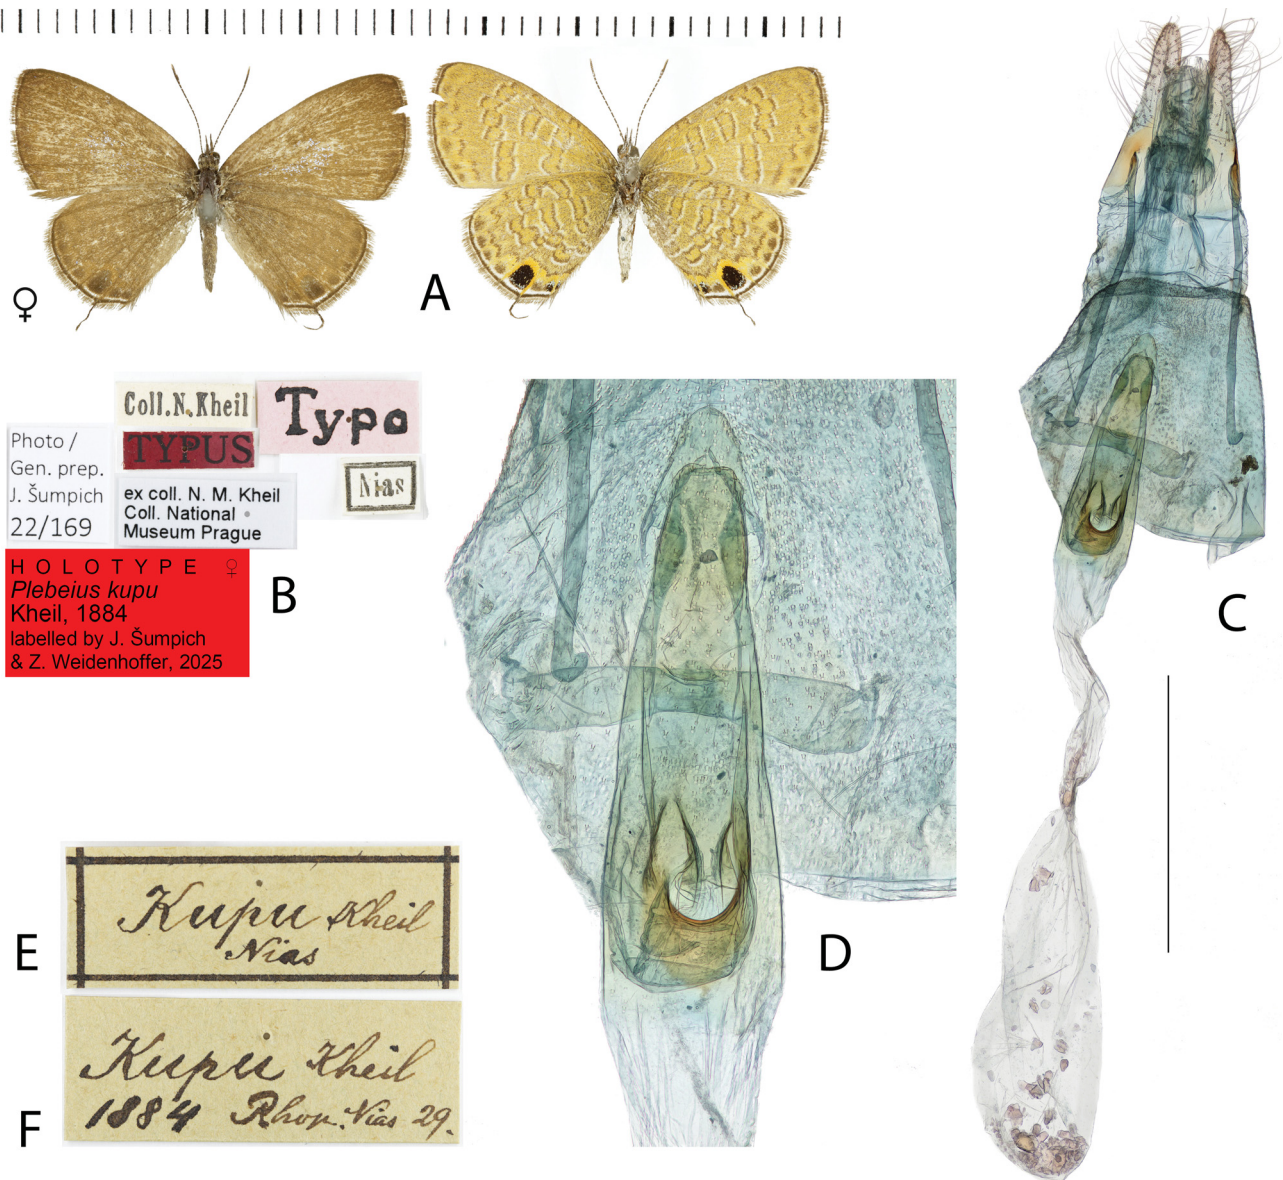 ♀
A
Coll. N. Kheil
Typo
TYPUS
Nias
Photo /
Gen. prep.
J. Šumpich
22/169
ex coll. N. M. Kheil
Coll. National
Museum Prague
HOLOTYPE ♀
Plebeius kupu
Kheil, 1884
labelled by J. Šumpich
& Z. Weidenhoffer, 2025
B
C
D
Kupu Kheil
Nias
E
Kupu Kheil
1884 Rhop. Nias 29.
F